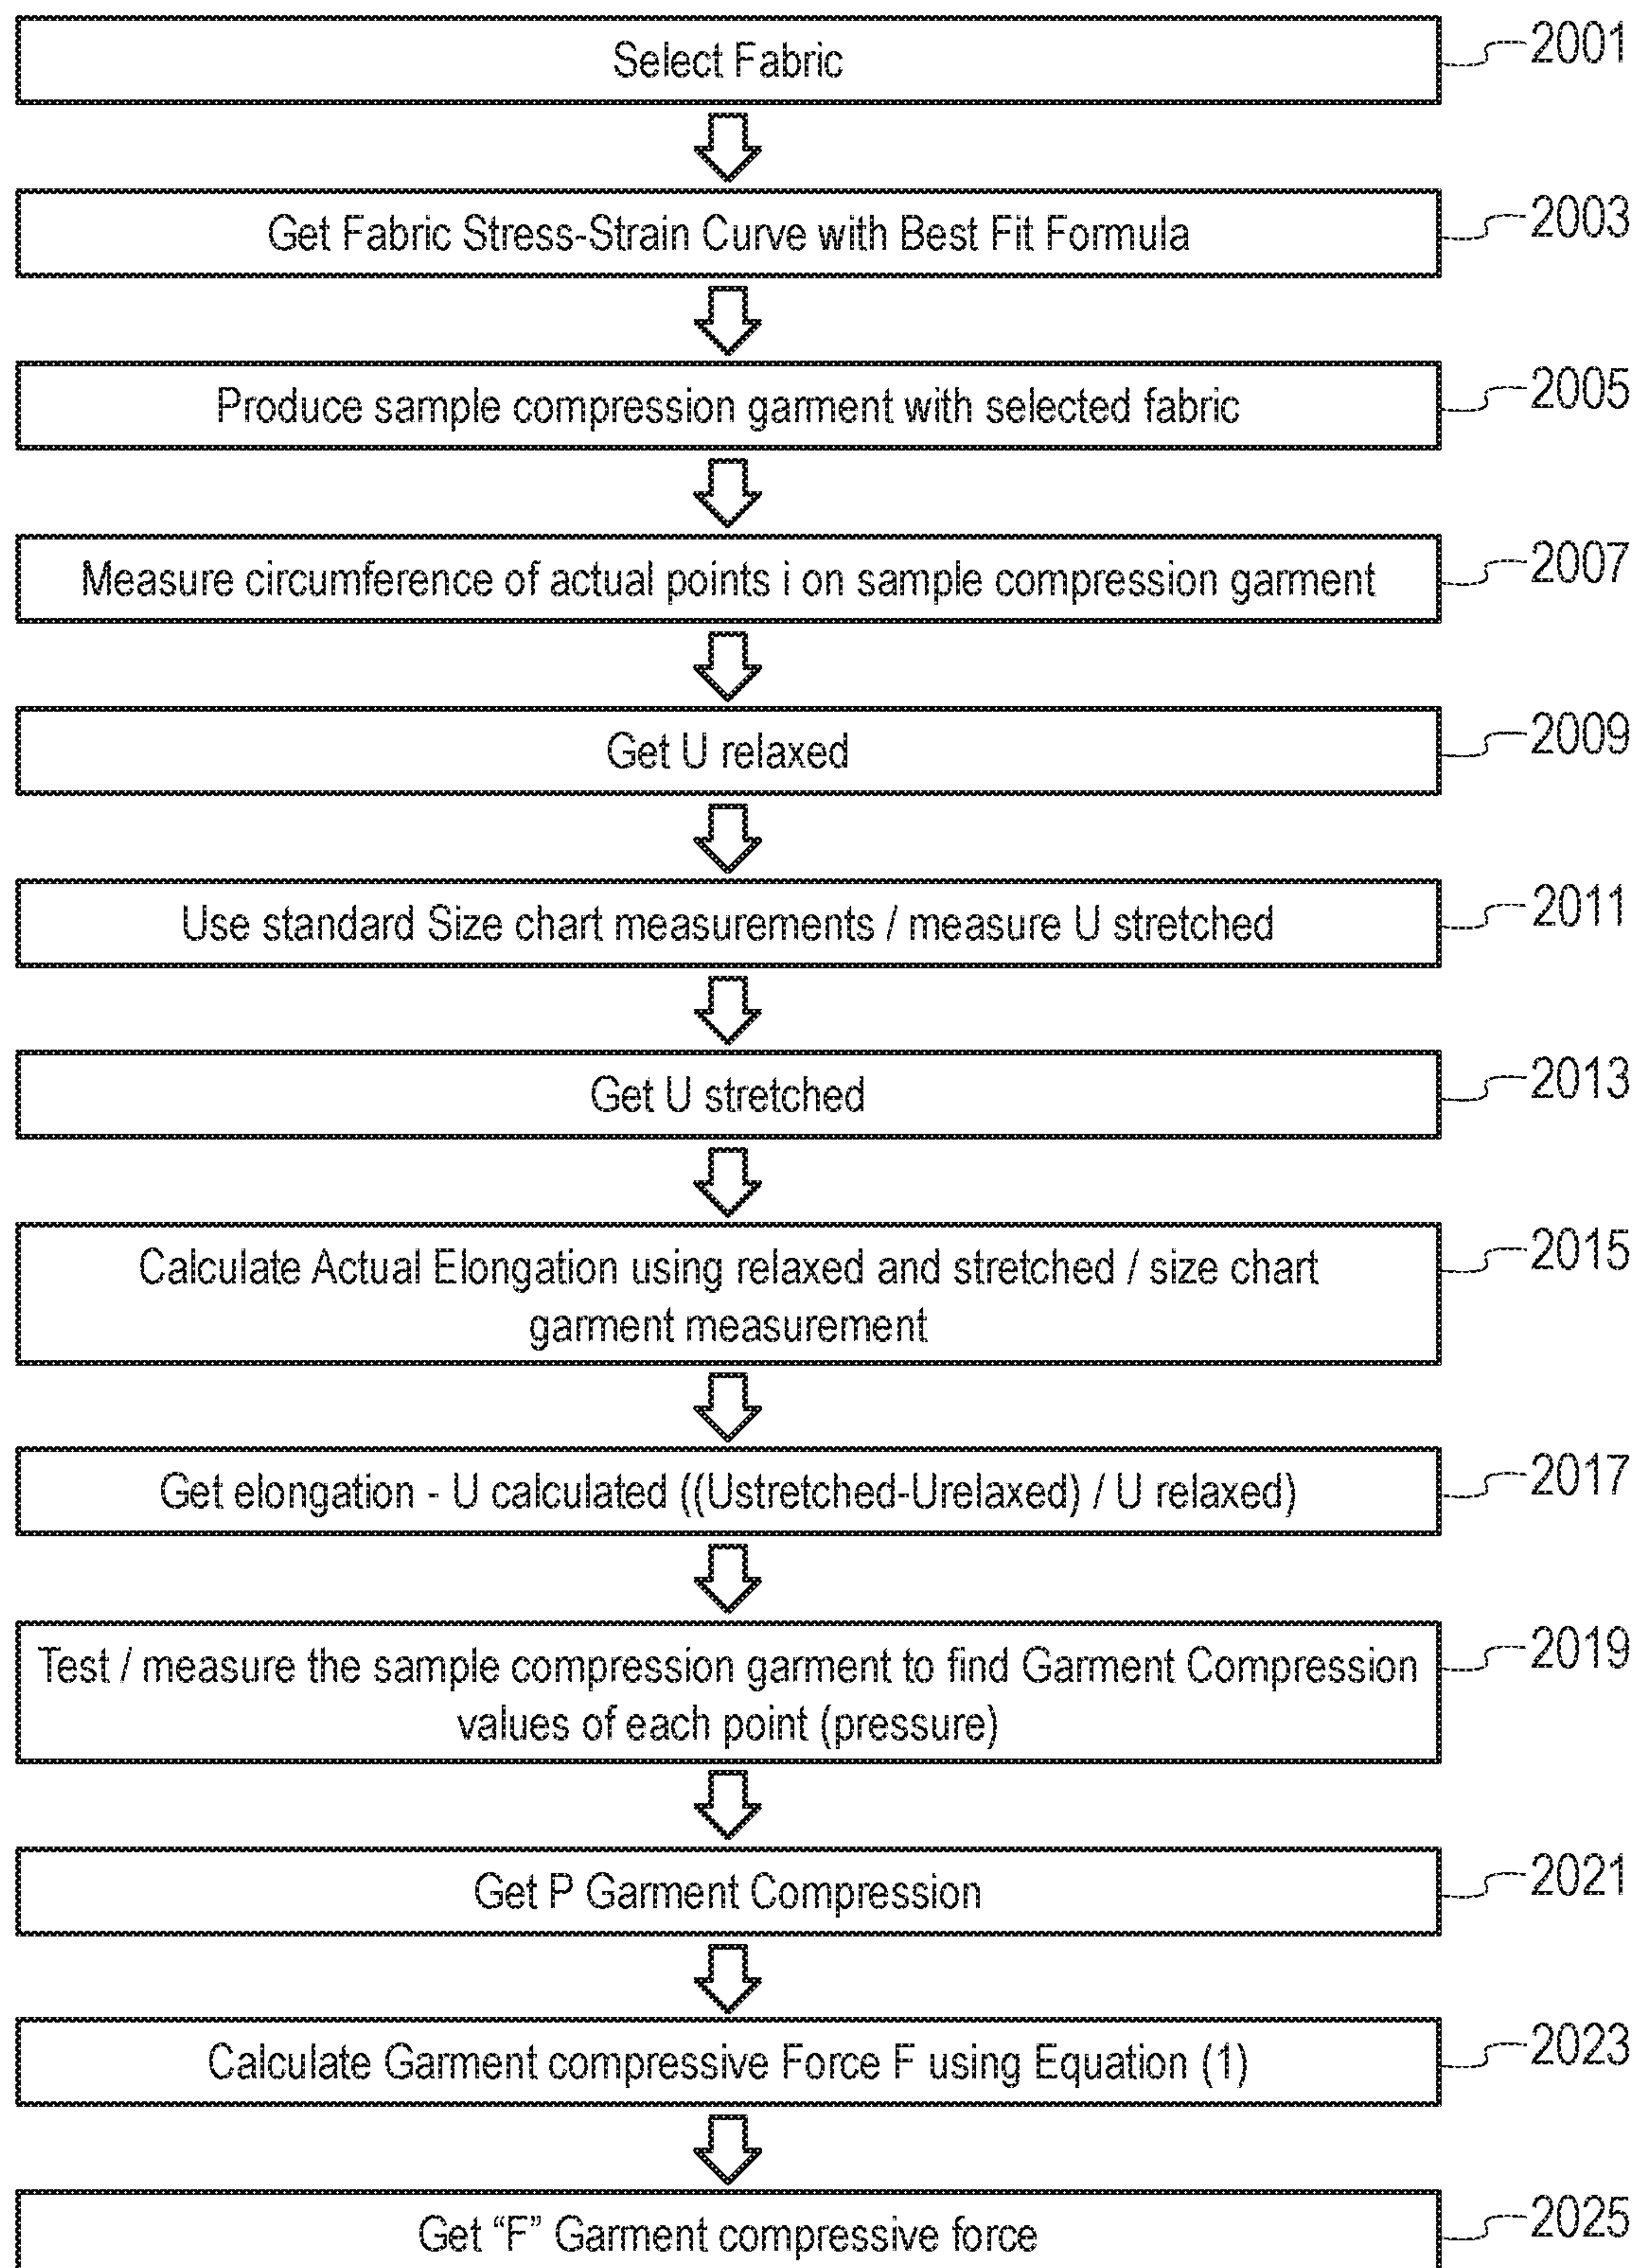 Select Fabric
2001
Get Fabric Stress-Strain Curve with Best Fit Formula
2003
Produce sample compression garment with selected fabric
2005
Measure circumference of actual points i on sample compression garment
2007
Get U relaxed
2009
Use standard Size chart measurements / measure U stretched
2011
Get U stretched
2013
Calculate Actual Elongation using relaxed and stretched / size chart
garment measurement
2015
Get elongation - U calculated ((Ustretched-Urelaxed) / U relaxed)
2017
Test / measure the sample compression garment to find Garment Compression
values of each point (pressure)
2019
Get P Garment Compression
2021
Calculate Garment compressive Force F using Equation (1)
2023
Get “F” Garment compressive force
2025